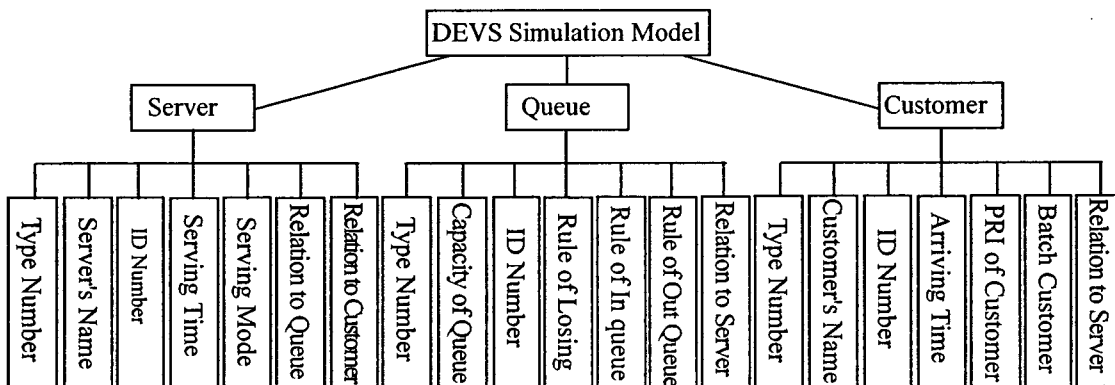 DEVS Simulation Model
Server
Queue
Customer
Type Number
Server's Name
ID Number
Serving Time
Serving Mode
Relation to Queue
Relation to Customer
Type Number
Capacity of Queue
ID Number
Rule of Losing
Rule of In queue
Rule of Out Queue
Relation to Server
Type Number
Customer's Name
ID Number
Arriving Time
PRI of Customer
Batch Customer
Relation to Server